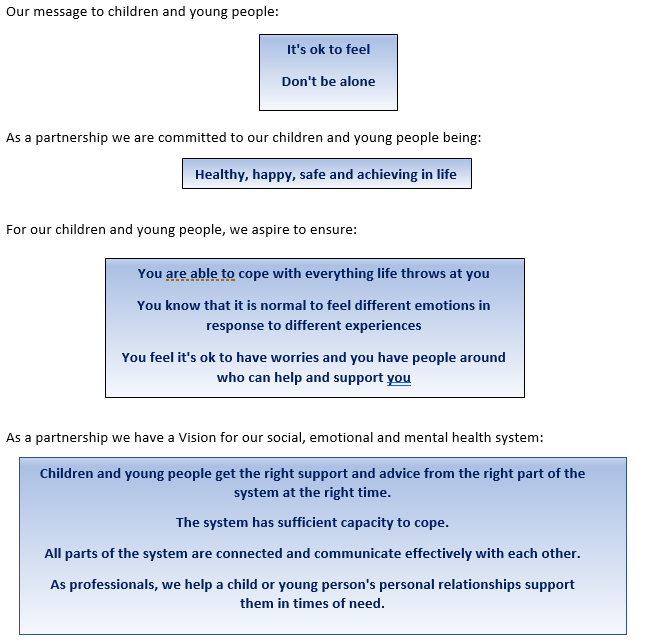 Our message to children and young people:
It's ok to feel
Don't be alone
As a partnership we are committed to our children and young people being:
Healthy, happy, safe and achieving in life
For our children and young people, we aspire to ensure:
You are able to cope with everything life throws at you
You know that it is normal to feel different emotions in
response to different experiences
You feel it's ok to have worries and you have people around
who can help and support you
As a partnership we have a Vision for our social, emotional and mental health system:
Children and young people get the right support and advice from the right part of the
system at the right time.
The system has sufficient capacity to cope.
All parts of the system are connected and communicate effectively with each other.
As professionals, we help a child or young person's personal relationships support
them in times of need.